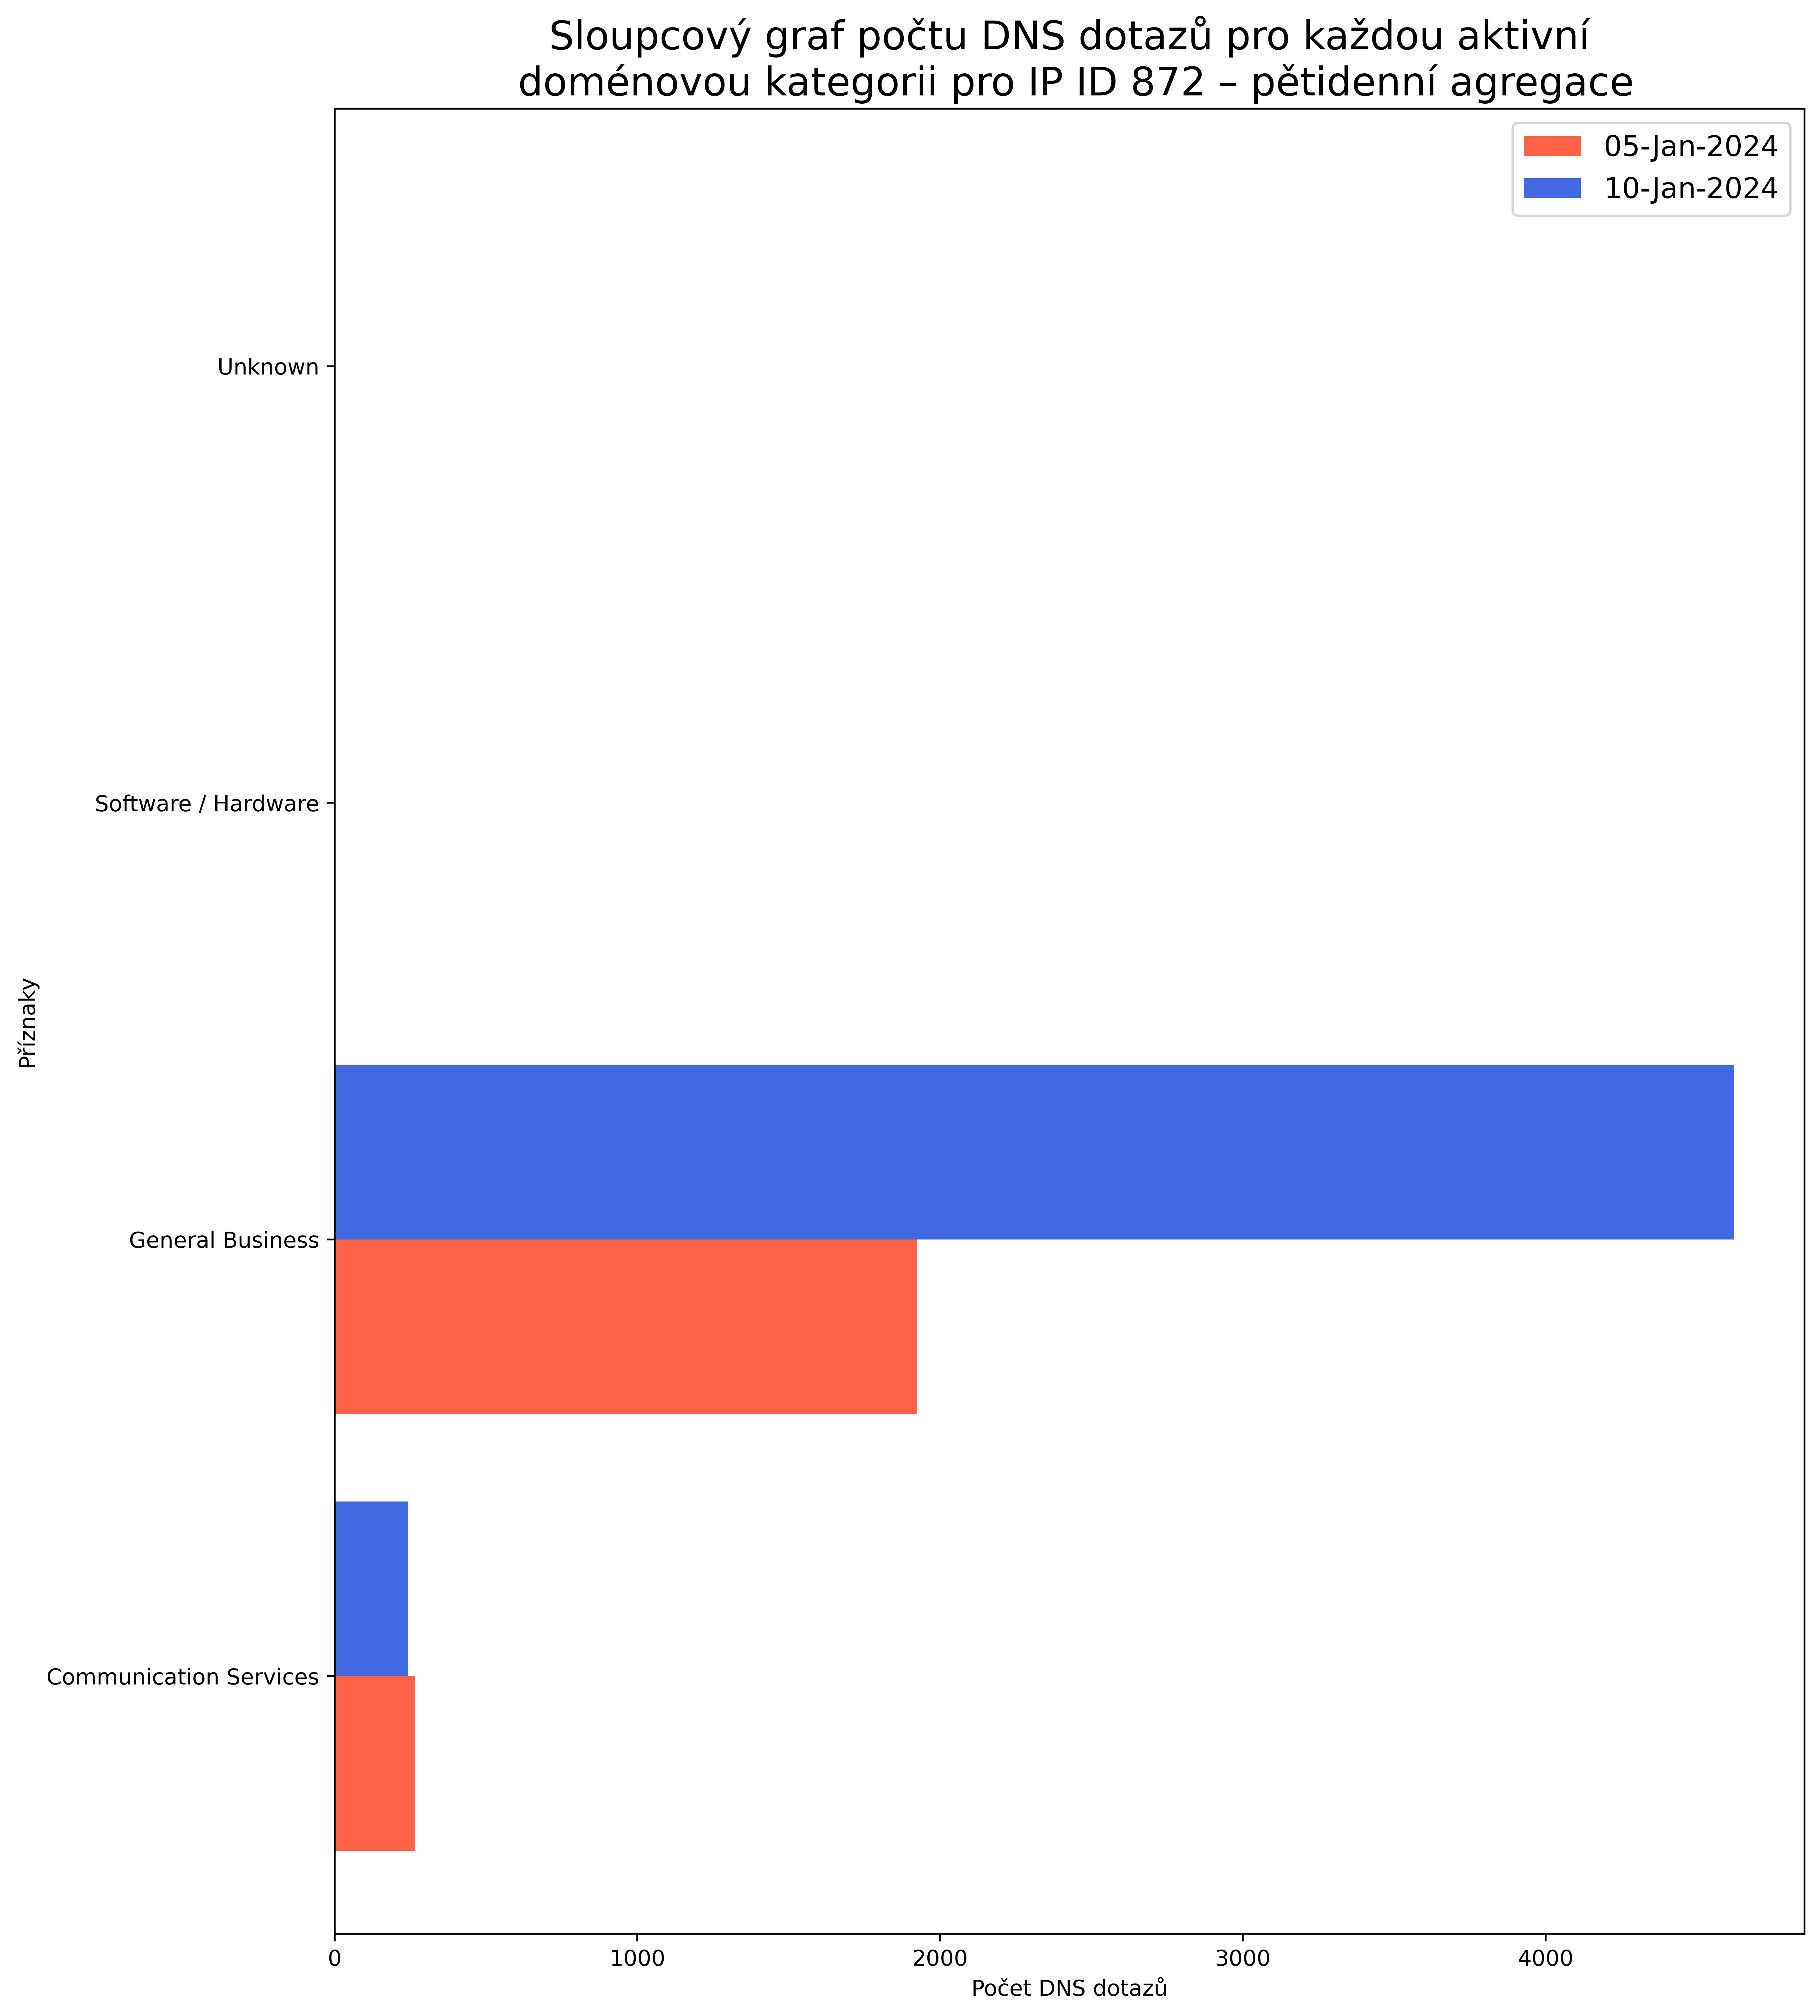 Sloupcový graf počtu DNS dotazů pro každou aktivní
doménovou kategorii pro IP ID 872 – pětidenní agregace
05-Jan-2024
10-Jan-2024
Unknown
Software / Hardware
Příznaky
General Business
Communication Services
0 1000 2000 3000 4000
Počet DNS dotazů